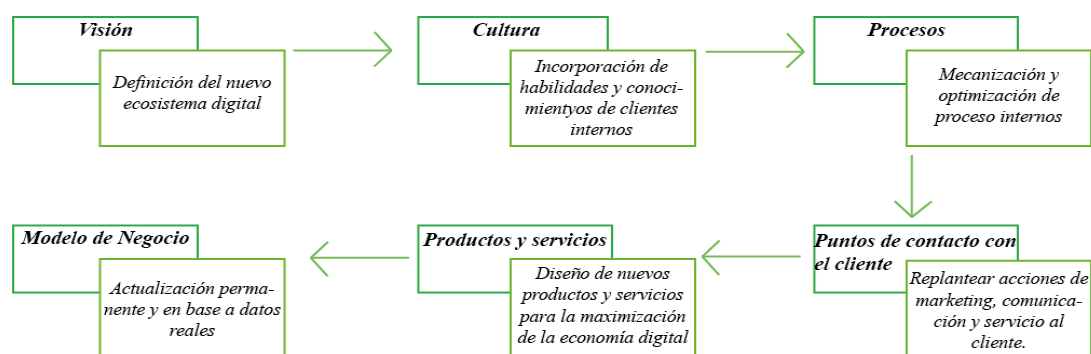 Visión
Definición del nuevo
ecosistema digital
Cultura
Incorporación de
habilidades y conoci-
mientyos de clientes
internos
Procesos
Mecanización y
optimización de
proceso internos
Puntos de contacto con
el cliente
Replantear acciones de
marketing, comunica-
ción y servicio al
cliente.
Productos y servicios
Diseño de nuevos
productos y servicios
para la maximización
de la economía digital
Modelo de Negocio
Actualización perma-
nente y en base a datos
reales